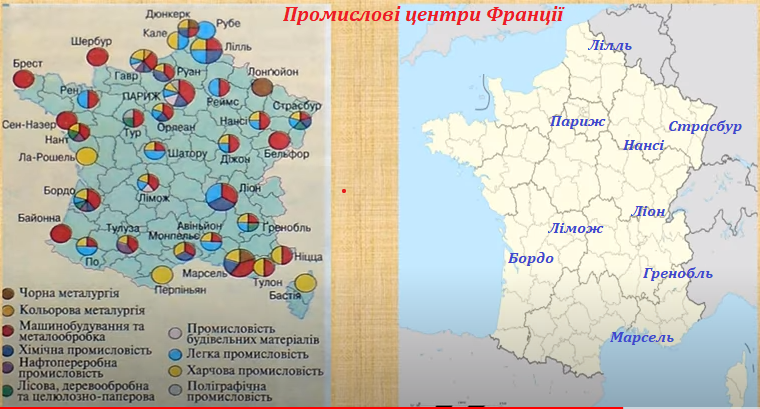 Промислові центри Франції
Дюнкерк
Рубе
Кале
Лілль
Шербур
Гавр
Руан
Лонгюйон
Брест
Рен
ПАРИЖ
Реймс
Страсбур
Сен-Назер
Нансі
Тур
Орлеан
Нант
Бельфор
Ла-Рошель
Шатору
Діжон
Бордо
Лімож
Ліон
Байонна
Тулуза
Авіньйон
Гренобль
Монпельє
По
Марсель
Ніцца
Перпіньян
Тулон
Бастія
Чорна металургія
Кольорова металургія
Машинобудування та
металообробка
Хімічна промисловість
Нафтопереробна
промисловість
Лісова, деревообробна
та целюлозно-паперова
Промисловість
будівельних матеріалів
Легка промисловість
Харчова промисловість
Поліграфічна
промисловість
Лілль
Париж
Страсбур
Нансі
Ліон
Лімож
Бордо
Гренобль
Марсель